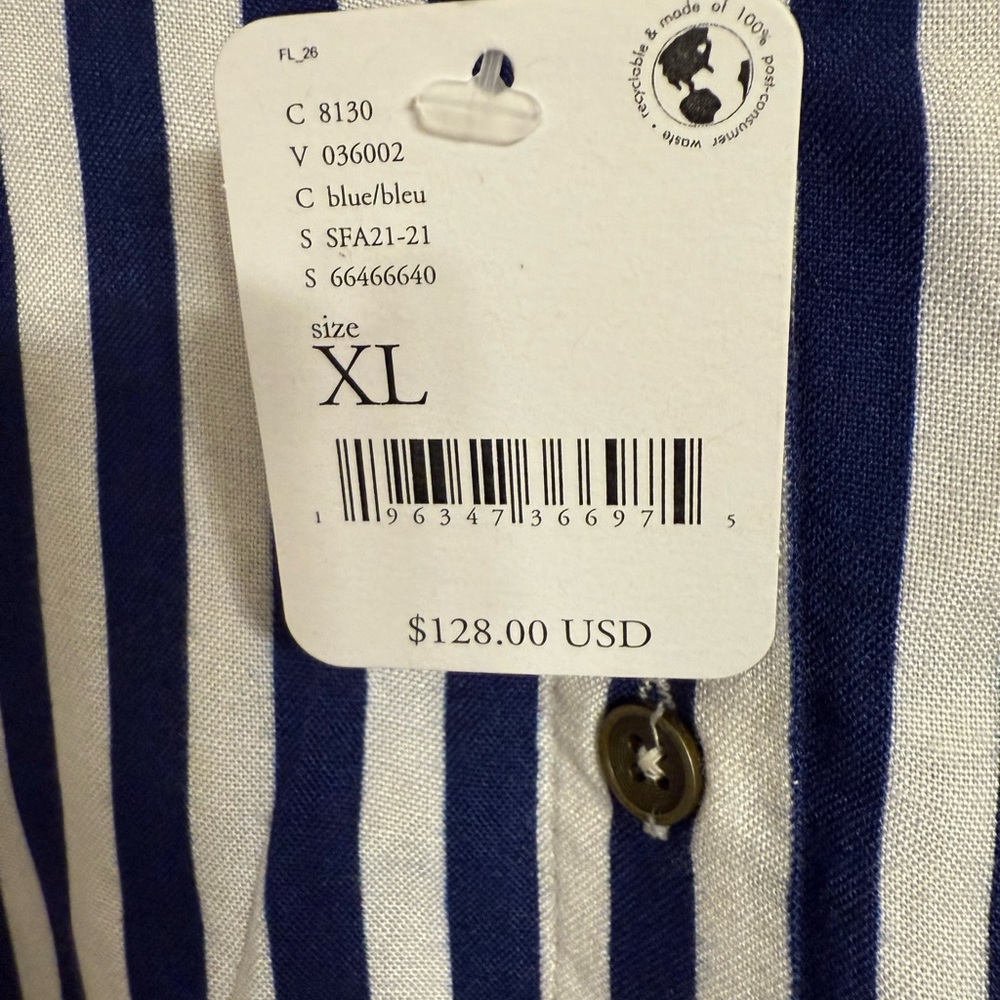 FL_26
• recyclable & made of 100% post-consumer waste
C 8130
V 036002
C blue/bleu
S SFA21-21
S 66466640
size
XL
1 96347 36697 5
$128.00 USD